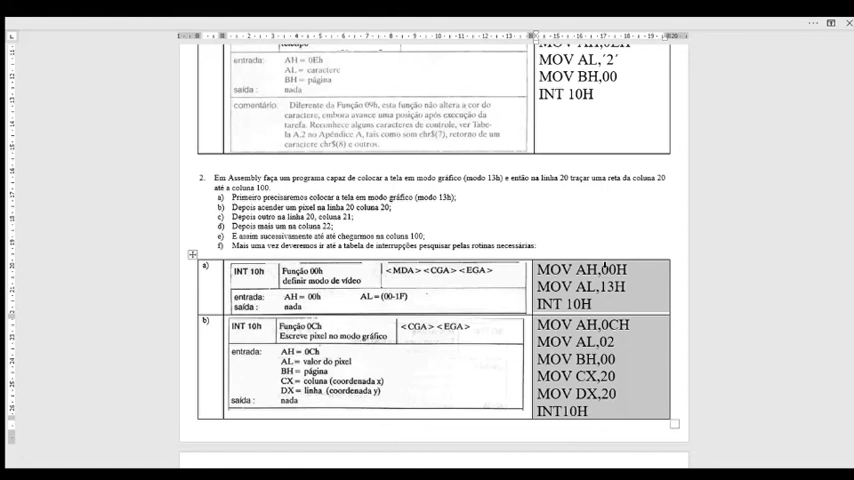 MOV AH,0EH
entrada: AH = 0Eh
AL = caractere
BH = página
saída : nada
comentário: Diferente da Função 09h, esta função não altera a cor do
caractere, embora avance uma posição após execução da
tarefa. Reconhece alguns caracteres de controle, ver Tabe-
la A.2 no Apêndice A, tais como som chr$(7), retorno de um
caractere chr$(8) e outros.
MOV AL,´2´
MOV BH,00
INT 10H
2. Em Assembly faça um programa capaz de colocar a tela em modo gráfico (modo 13h) e então na linha 20 traçar uma reta da coluna 20
até a coluna 100.
a) Primeiro precisaremos colocar a tela em modo gráfico (modo 13h);
b) Depois acender um pixel na linha 20 coluna 20;
c) Depois outro na linha 20, coluna 21;
d) Depois mais um na coluna 22;
e) E assim sucessivamente até até chegarmos na coluna 100;
f) Mais uma vez deveremos ir até a tabela de interrupções pesquisar pelas rotinas necessárias:
a) INT 10h Função 00h <MDA> <CGA> <EGA>
definir modo de vídeo
entrada: AH = 00h AL = (00-1F)
saída : nada
MOV AH,00H
MOV AL,13H
INT 10H
b) INT 10h Função 0Ch <CGA> <EGA>
Escreve pixel no modo gráfico
entrada: AH = 0Ch
AL = valor do pixel
BH = página
CX = coluna (coordenada x)
DX = linha (coordenada y)
saída : nada
MOV AH,0CH
MOV AL,02
MOV BH,00
MOV CX,20
MOV DX,20
INT10H